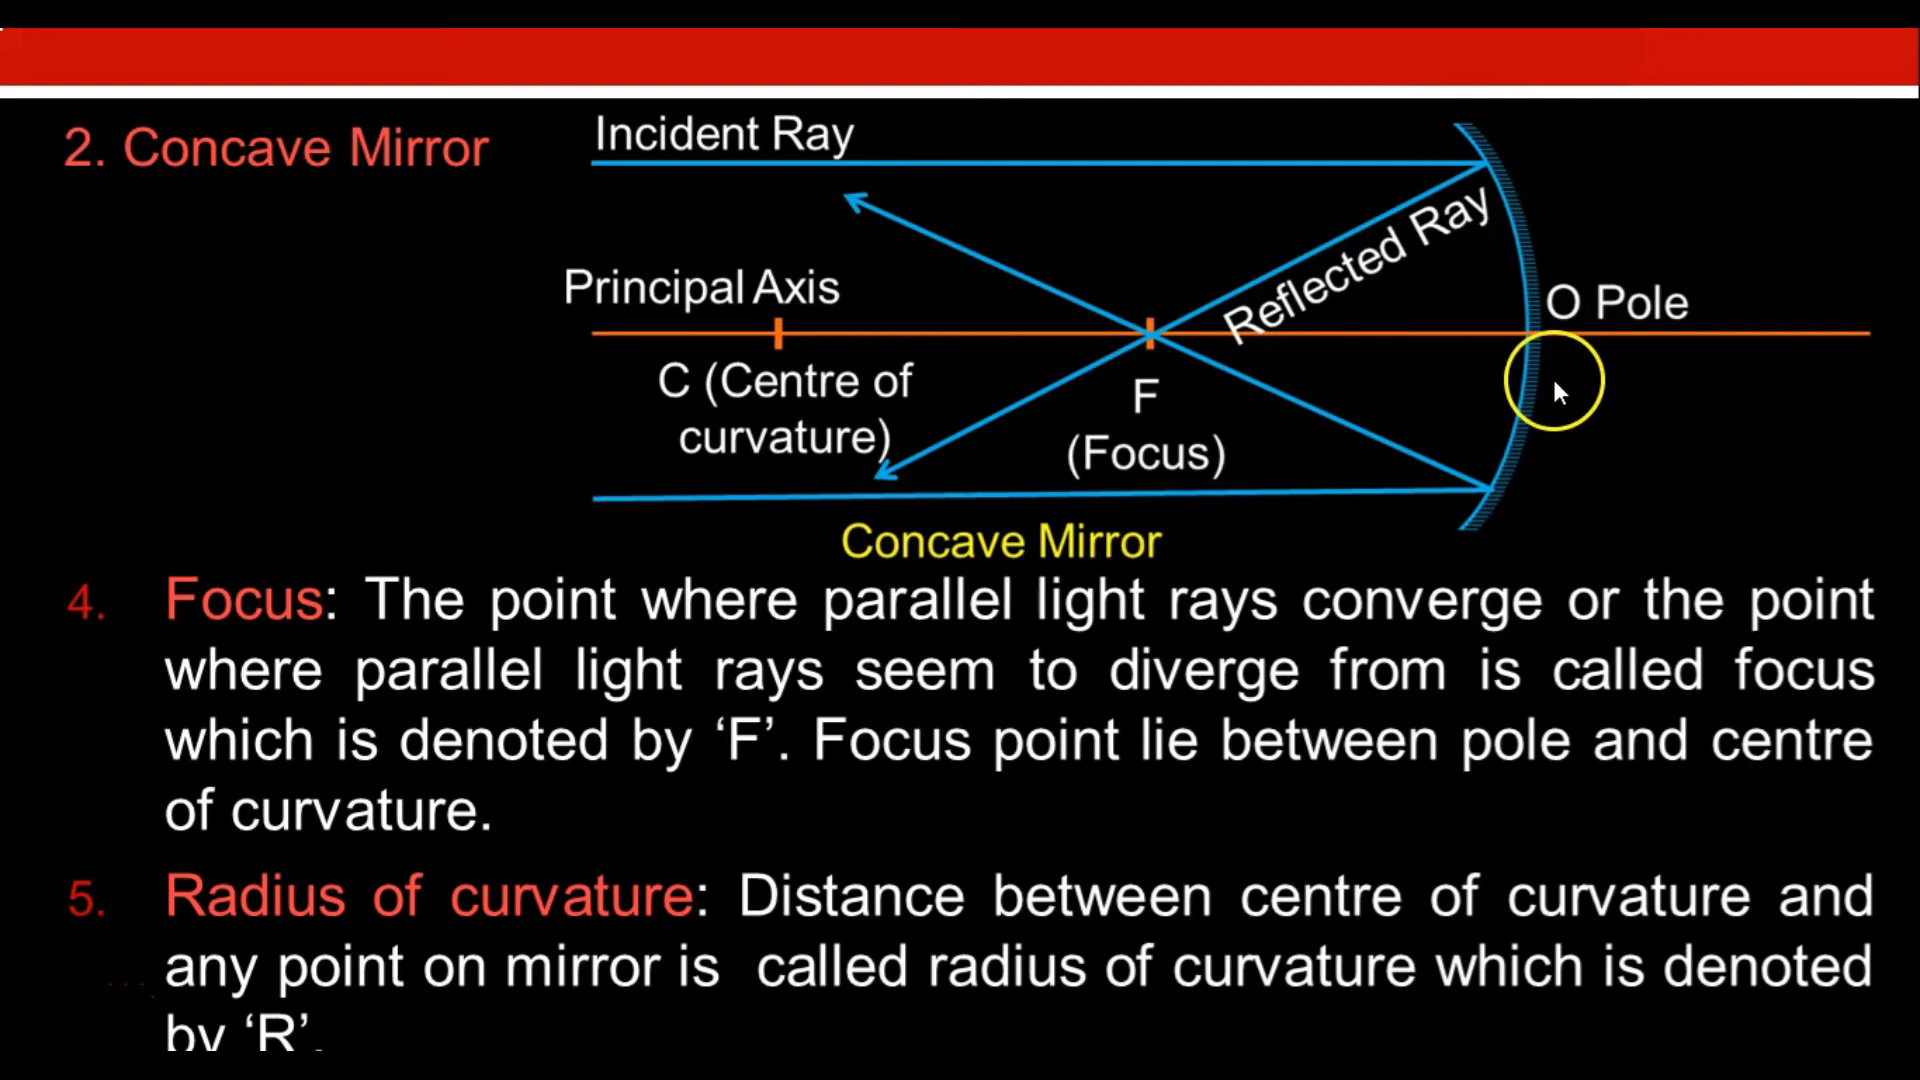 2. Concave Mirror
Incident Ray
Reflected Ray
Principal Axis
O Pole
C (Centre of
curvature)
F
(Focus)
Concave Mirror
4. Focus: The point where parallel light rays converge or the point
where parallel light rays seem to diverge from is called focus
which is denoted by ‘F’. Focus point lie between pole and centre
of curvature.
5. Radius of curvature: Distance between centre of curvature and
any point on mirror is called radius of curvature which is denoted
by ‘R’.